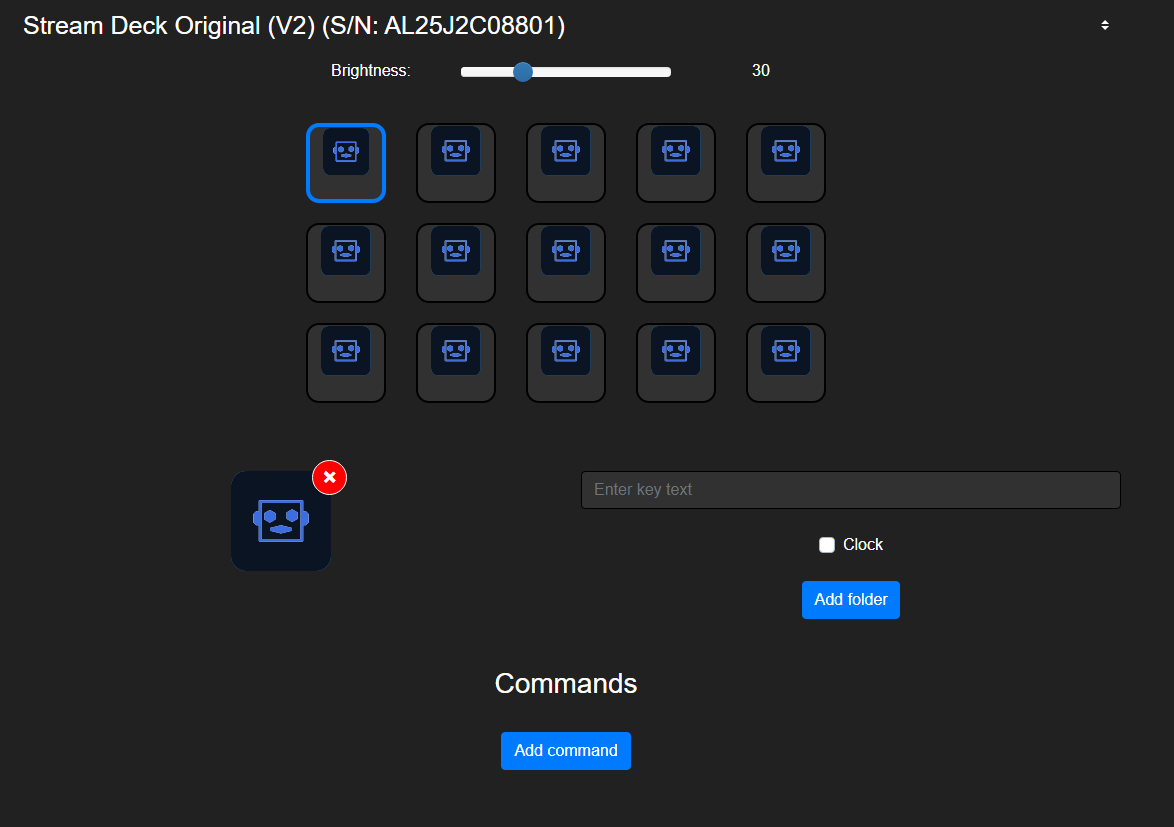 Stream Deck Original (V2) (S/N: AL25J2C08801)
Brightness: 30
Enter key text
Clock
Add folder
Commands
Add command